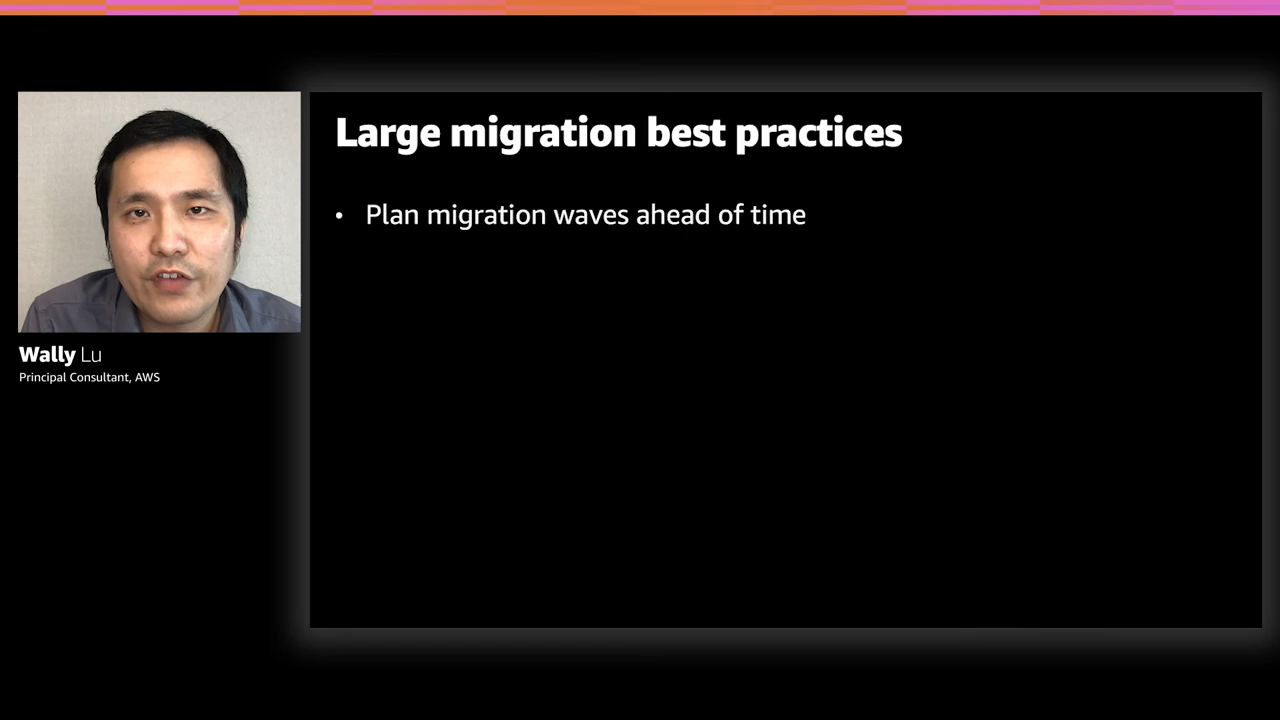 Large migration best practices
• Plan migration waves ahead of time
Wally Lu
Principal Consultant, AWS